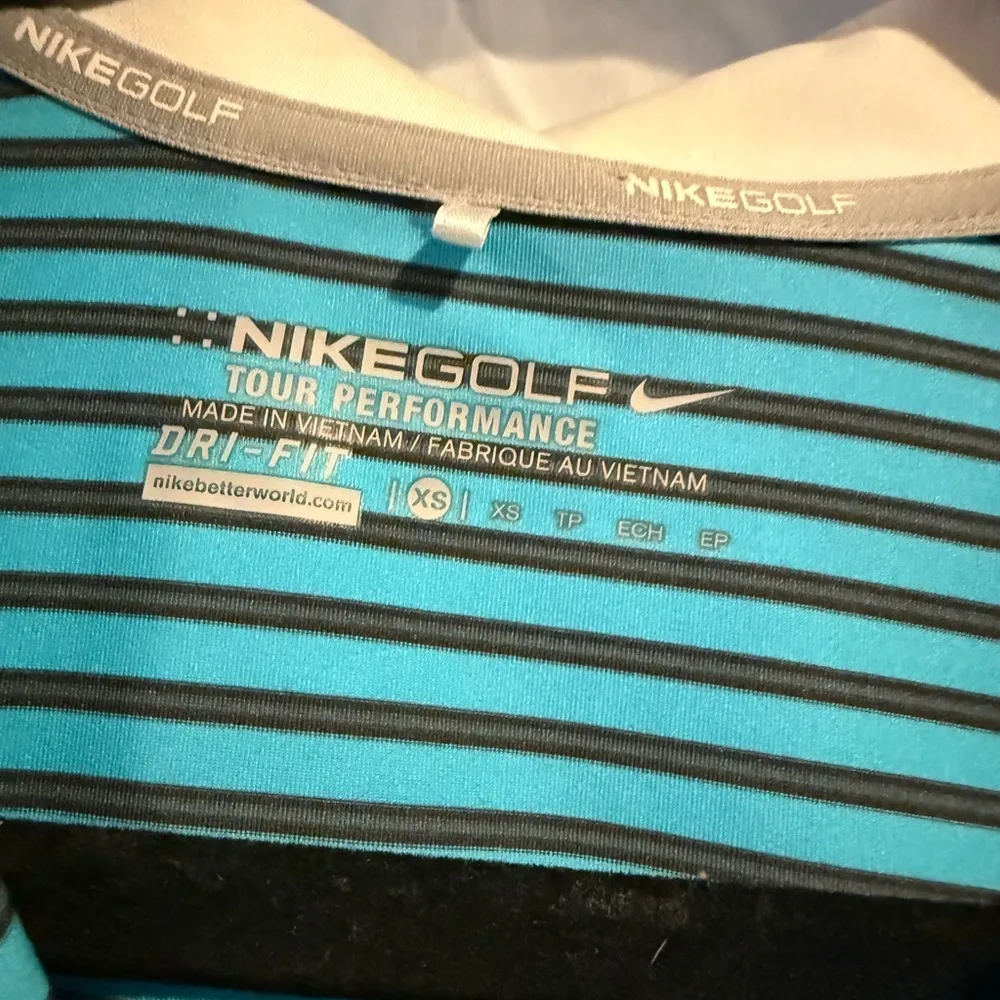 NIKEGOLF
NIKEGOLF
NIKEGOLF
TOUR PERFORMANCE
MADE IN VIETNAM / FABRIQUE AU VIETNAM
DRI-FIT
nikebetterworld.com | XS | XS TP ECH EP